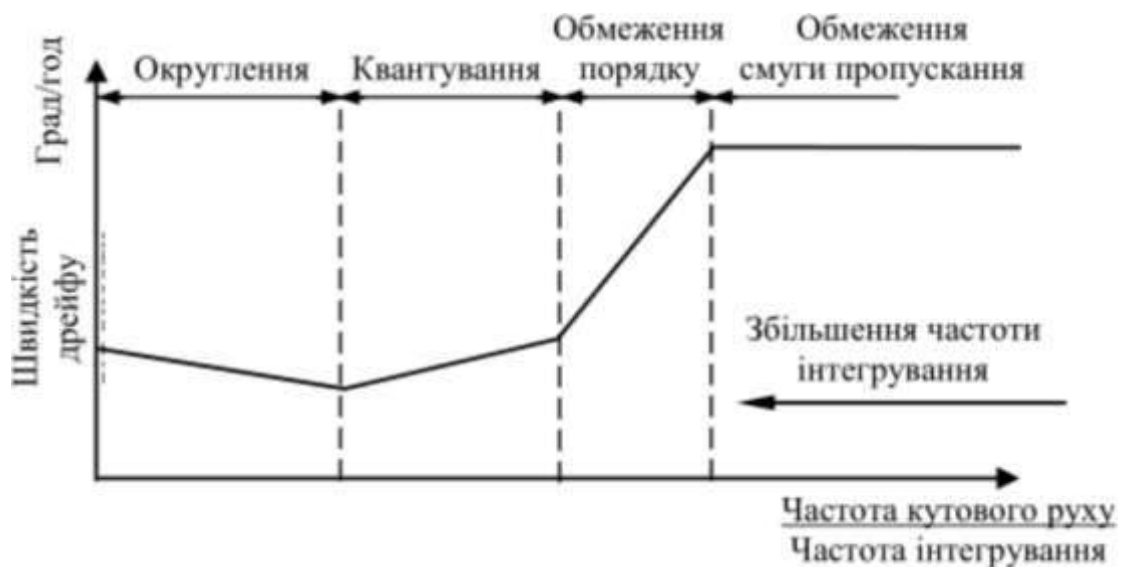 Град/год
Швидкість
дрейфу
Округлення
Квантування
Обмеження
порядку
Обмеження
смуги пропускання
Збільшення частоти
інтегрування
Частота кутового руху
Частота інтегрування